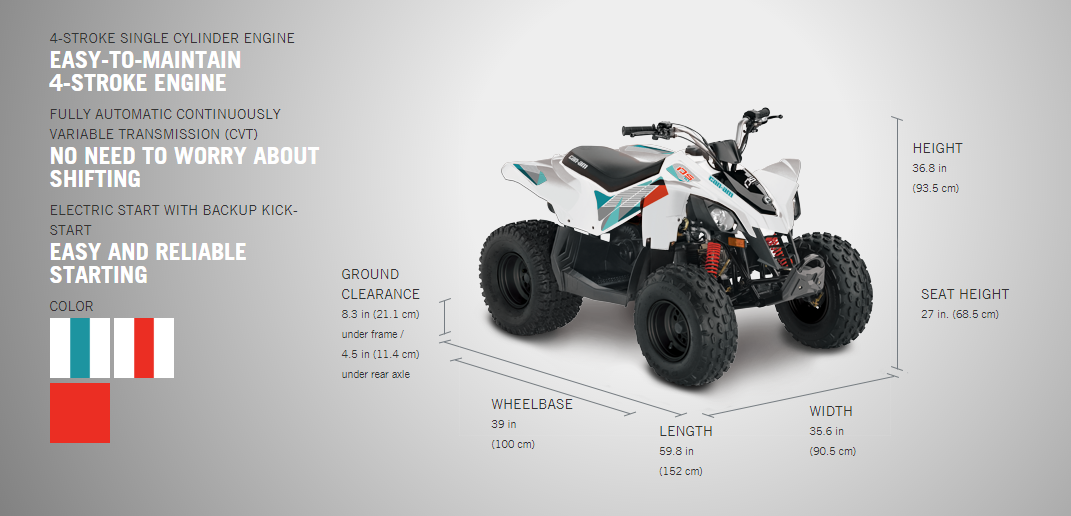 4-STROKE SINGLE CYLINDER ENGINE
EASY-TO-MAINTAIN
4-STROKE ENGINE
FULLY AUTOMATIC CONTINUOUSLY
VARIABLE TRANSMISSION (CVT)
NO NEED TO WORRY ABOUT
SHIFTING
ELECTRIC START WITH BACKUP KICK-
START
EASY AND RELIABLE
STARTING
COLOR
GROUND
CLEARANCE
8.3 in (21.1 cm)
under frame /
4.5 in (11.4 cm)
under rear axle
WHEELBASE
39 in
(100 cm)
LENGTH
59.8 in
(152 cm)
WIDTH
35.6 in
(90.5 cm)
HEIGHT
36.8 in
(93.5 cm)
SEAT HEIGHT
27 in. (68.5 cm)
can-am
can-am